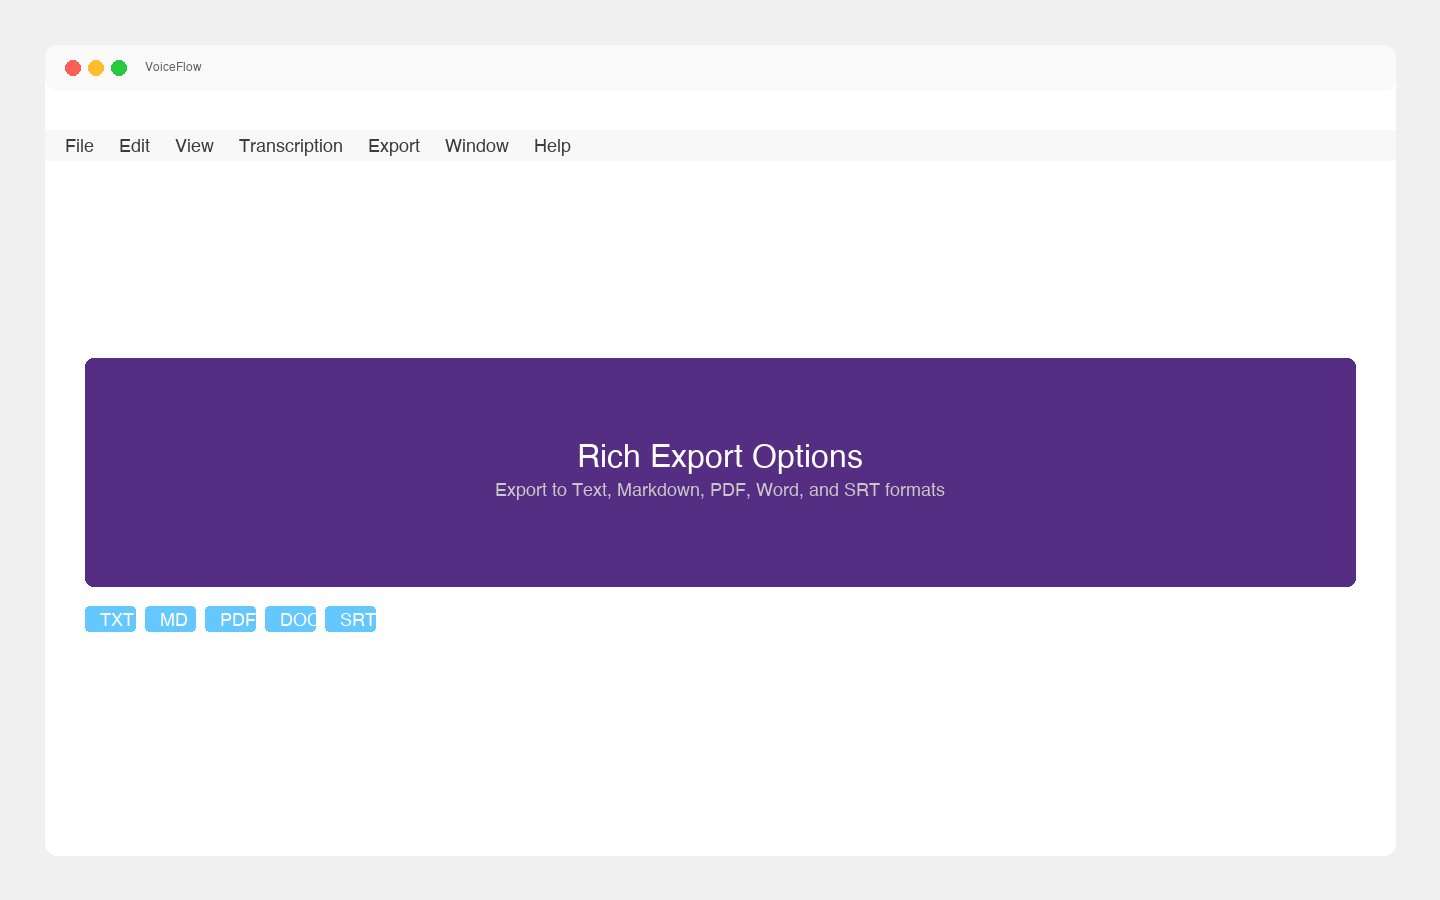 VoiceFlow
File Edit View Transcription Export Window Help
Rich Export Options
Export to Text, Markdown, PDF, Word, and SRT formats
TXT MD PDF DOC SRT